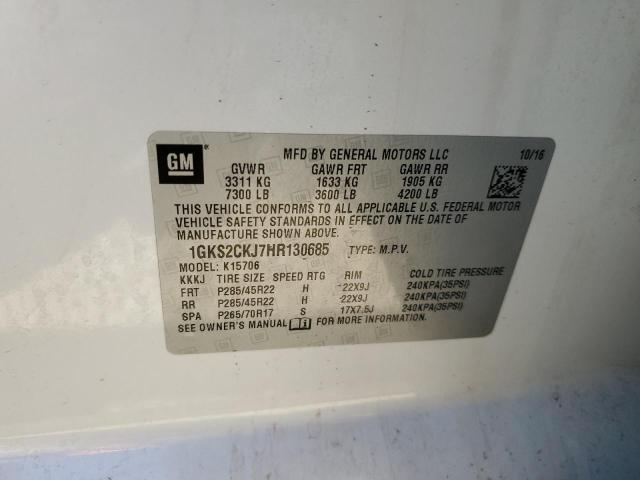 GM
MFD BY GENERAL MOTORS LLC
10/16
GVWR GAWR FRT GAWR RR
3311 KG 1633 KG 1905 KG
7300 LB 3600 LB 4200 LB
THIS VEHICLE CONFORMS TO ALL APPLICABLE U.S. FEDERAL MOTOR
VEHICLE SAFETY STANDARDS IN EFFECT ON THE DATE OF
MANUFACTURE SHOWN ABOVE.
1GKS2CKJ7HR130685 TYPE: M.P.V.
MODEL: K15706
KKKJ TIRE SIZE SPEED RTG RIM COLD TIRE PRESSURE
FRT P285/45R22 H 22X9J 240KPA(35PSI)
RR P285/45R22 H 22X9J 240KPA(35PSI)
SPA P265/70R17 S 17X7.5J 240KPA(35PSI)
SEE OWNER'S MANUAL FOR MORE INFORMATION.